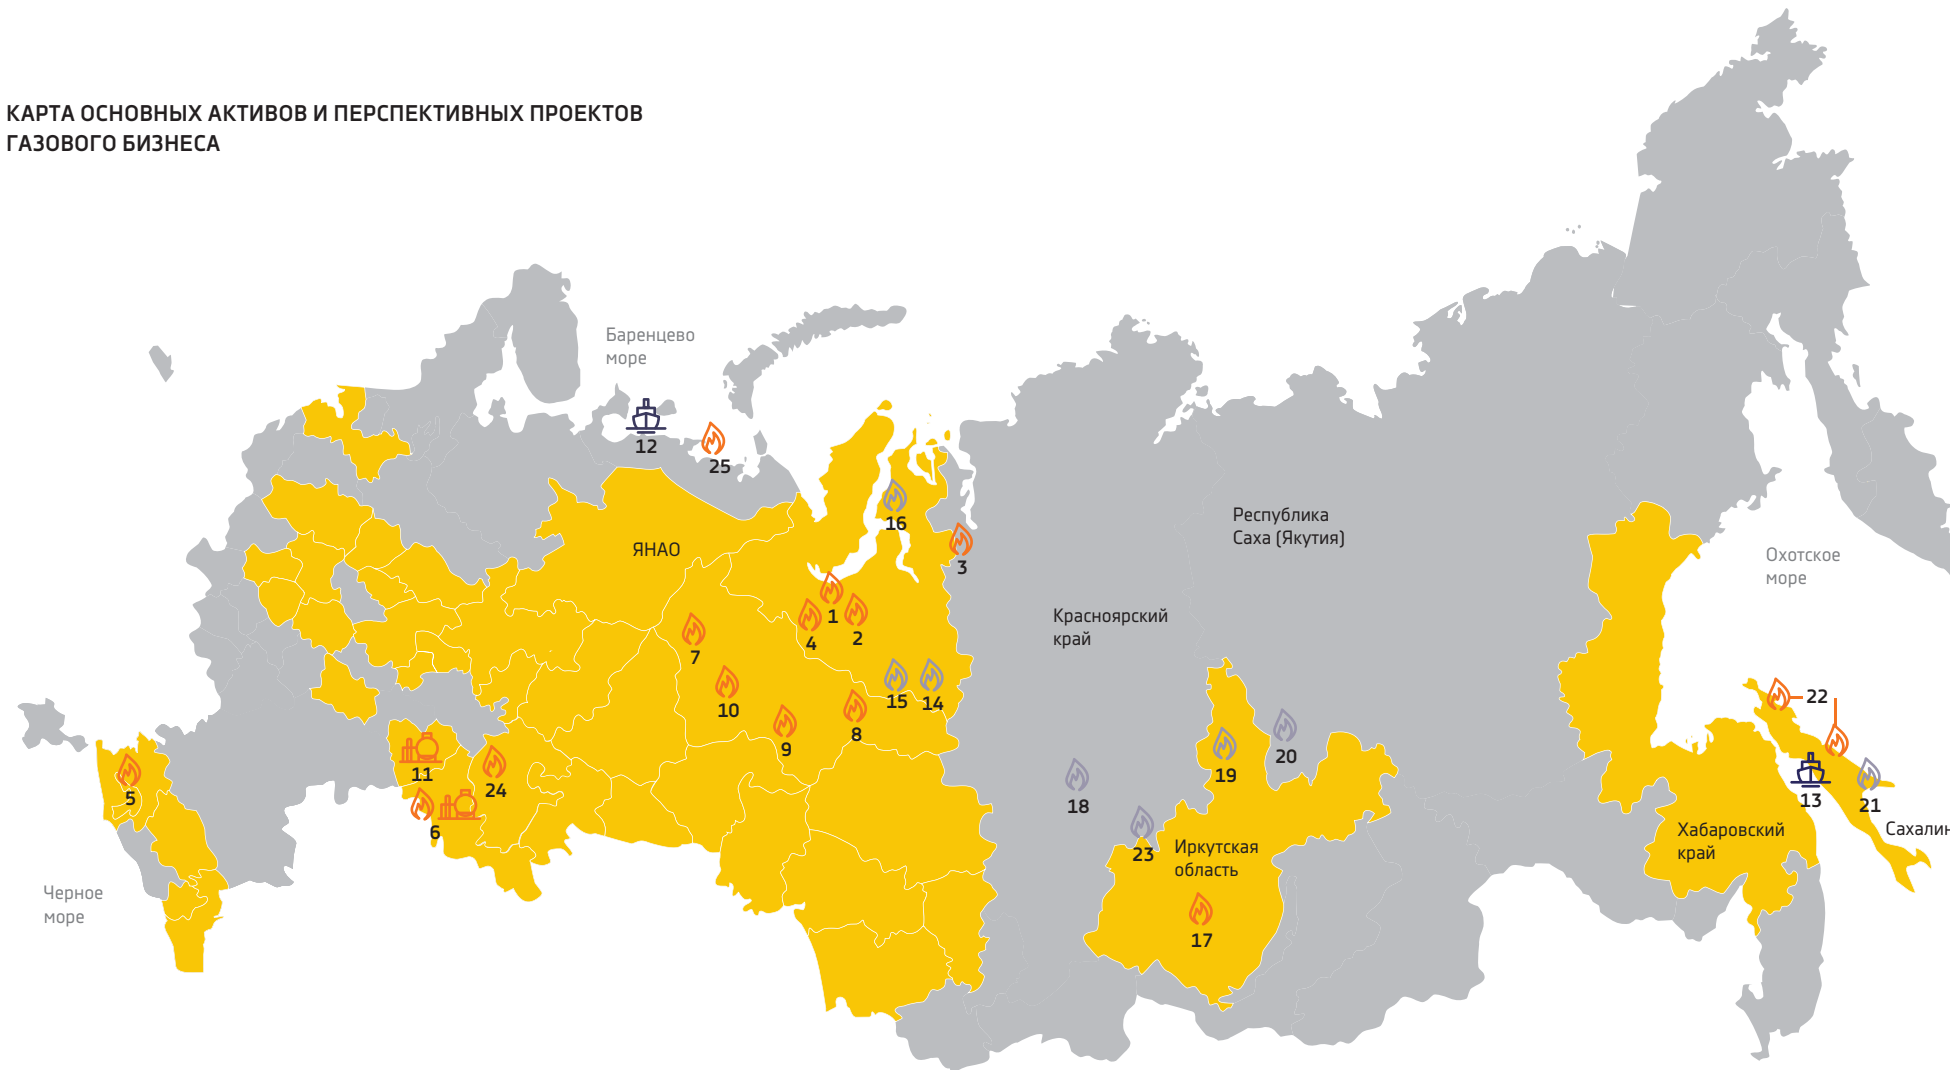 КАРТА ОСНОВНЫХ АКТИВОВ И ПЕРСПЕКТИВНЫХ ПРОЕКТОВ
ГАЗОВОГО БИЗНЕСА
Баренцево
море
12
25
16
3
ЯНАО
Республика
Саха (Якутия)
Охотское
море
1
2
4
7
Красноярский
край
15
14
10
9
8
22
5
11
24
6
18
19
20
13
21
Сахалин
23
Иркутская
область
Хабаровский
край
Черное
море
17